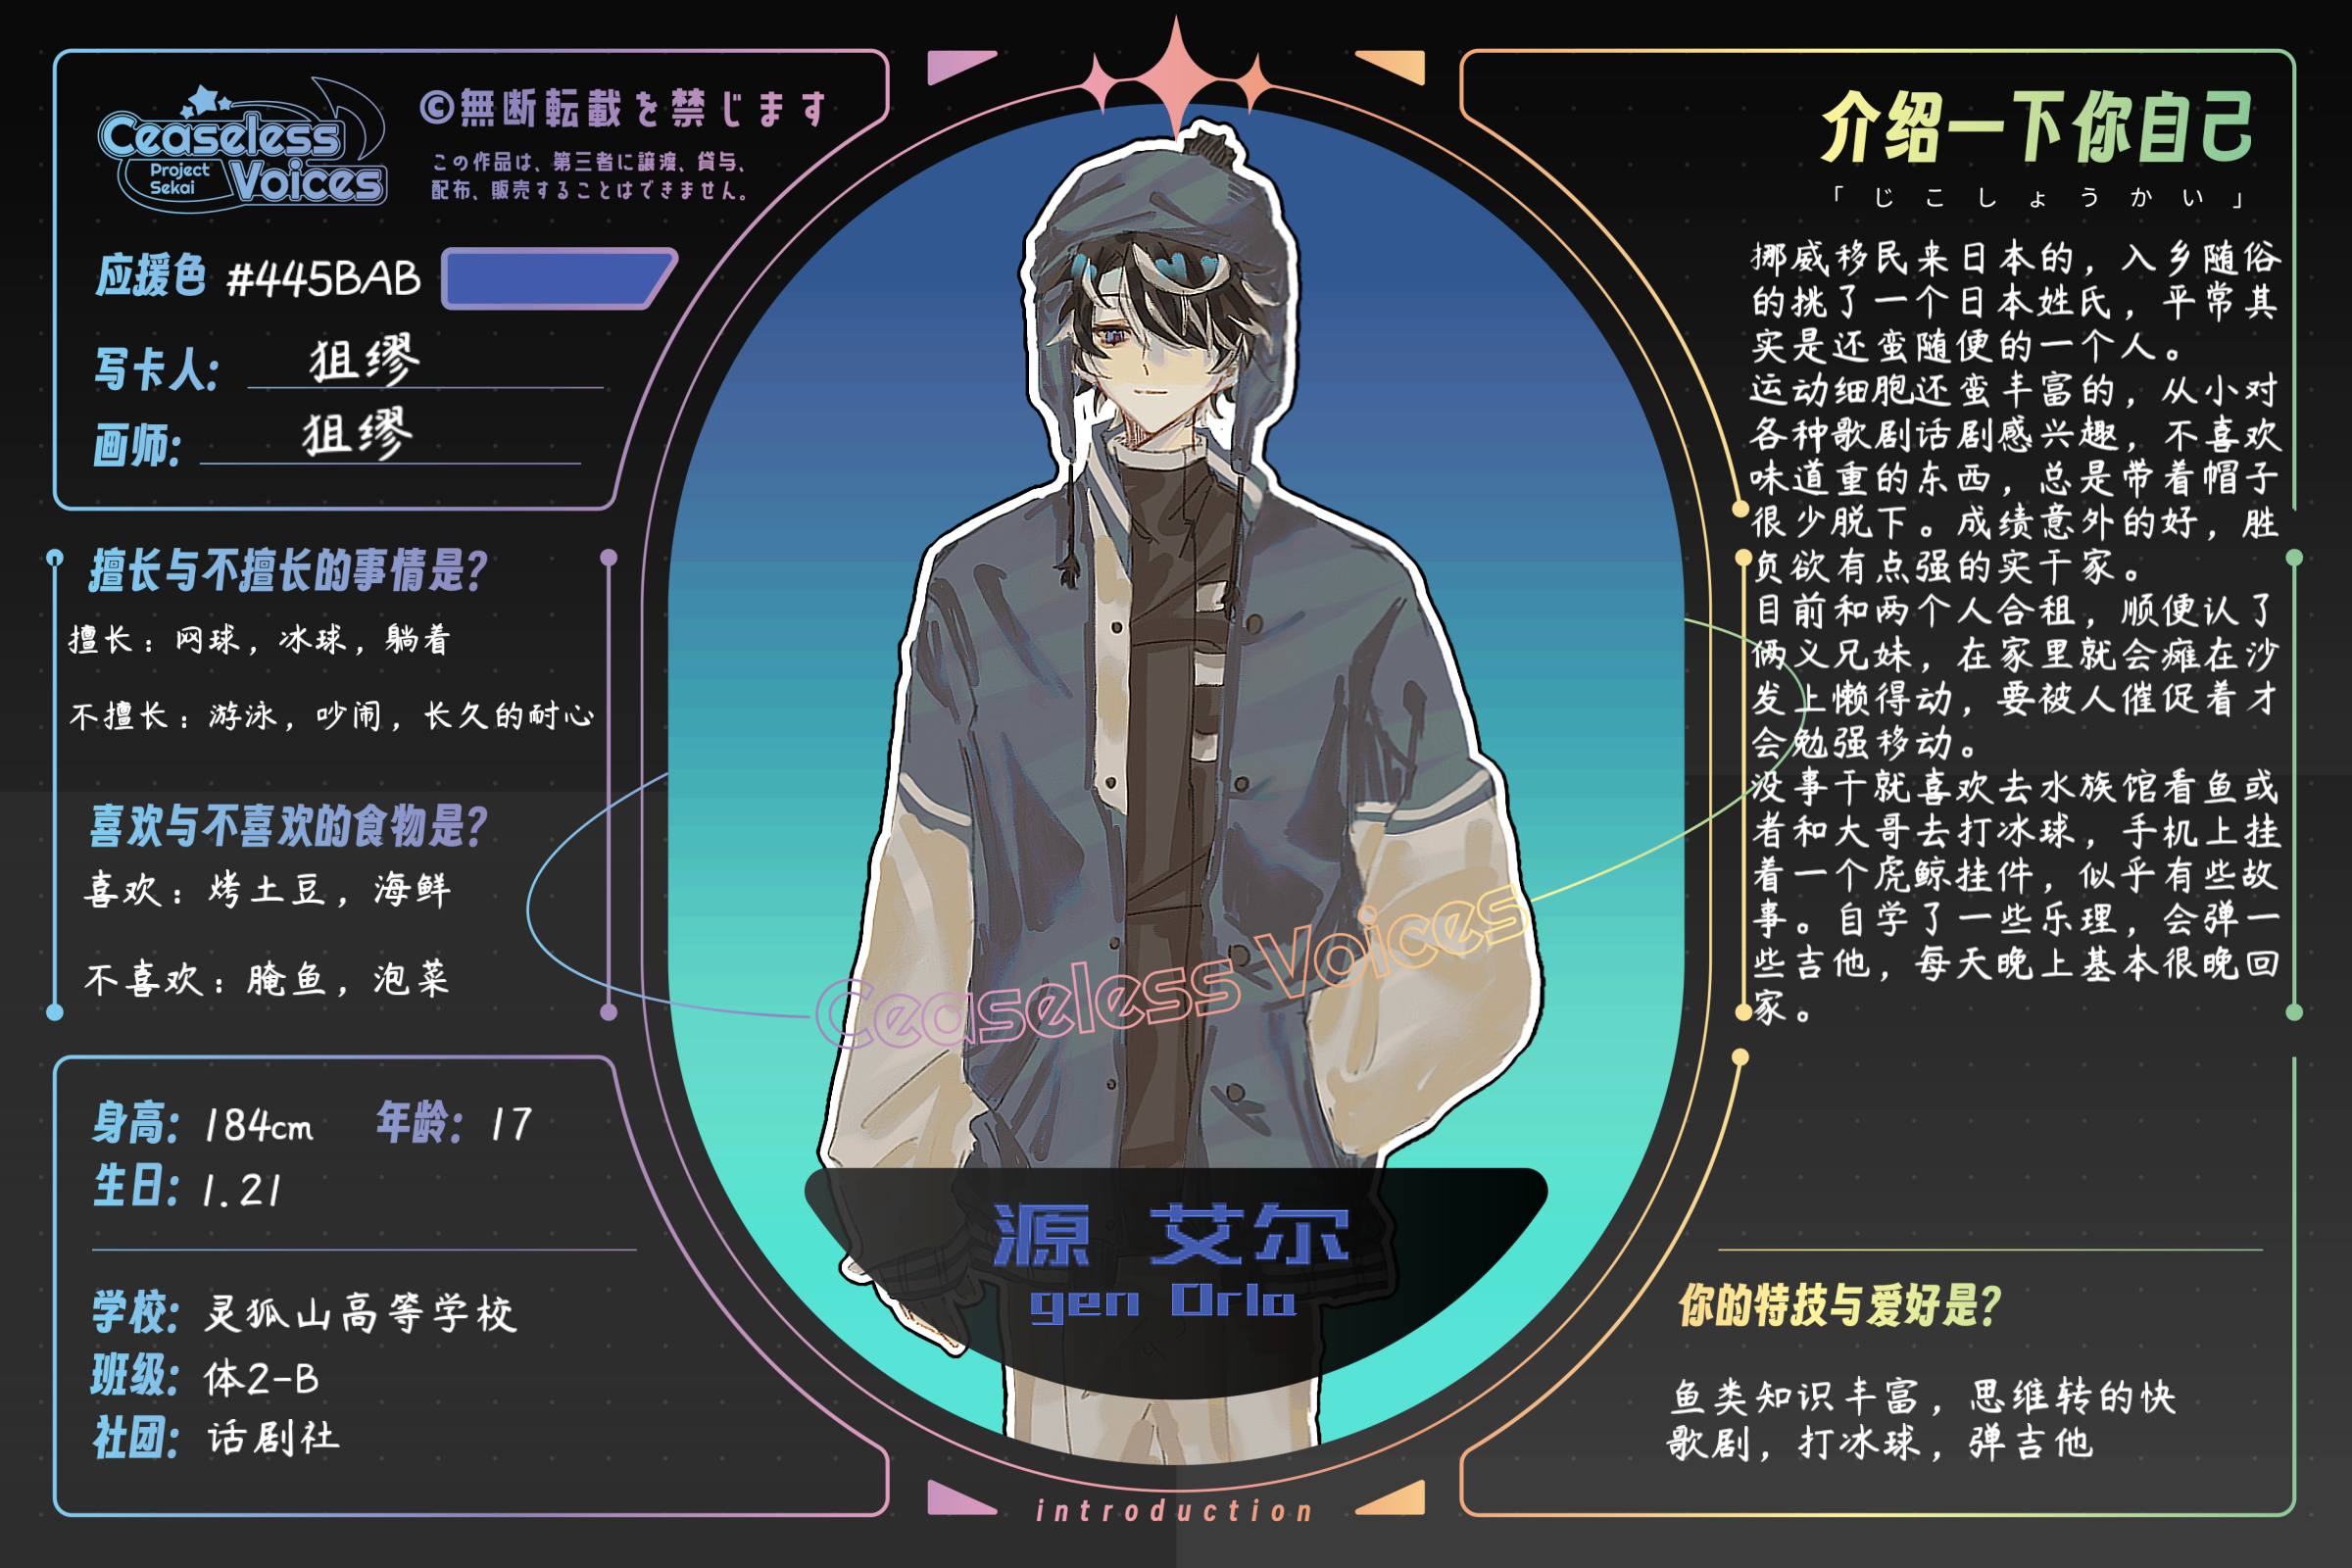 Ceaseless
Project
Sekai
Voices
©無断転載を禁じます
この作品は、第三者に譲渡、貸与、
配布、販売することはできません。
应援色 #445BAB
写卡人: 狙缪
画师: 狙缪
擅长与不擅长的事情是?
擅长：网球，冰球，躺着
不擅长：游泳，吵闹，长久的耐心
喜欢与不喜欢的食物是?
喜欢：烤土豆，海鲜
不喜欢：腌鱼，泡菜
身高: 184cm 年龄: 17
生日: 1.21
学校: 灵狐山高等学校
班级: 体2-B
社团: 话剧社
Ceaseless Voices
源 艾尔
gen Orla
introduction
介绍一下你自己
「じこしょうかい」
挪威移民来日本的，入乡随俗
的挑了一个日本姓氏，平常其
实是还蛮随便的一个人。
运动细胞还蛮丰富的，从小对
各种歌剧话剧感兴趣，不喜欢
味道重的东西，总是带着帽子
很少脱下。成绩意外的好，胜
负欲有点强的实干家。
目前和两个人合租，顺便认了
俩义兄妹，在家里就会瘫在沙
发上懒得动，要被人催促着才
会勉强移动。
没事干就喜欢去水族馆看鱼或
者和大哥去打冰球，手机上挂
着一个虎鲸挂件，似乎有些故
事。自学了一些乐理，会弹一
些吉他，每天晚上基本很晚回
家。
你的特技与爱好是?
鱼类知识丰富，思维转的快
歌剧，打冰球，弹吉他